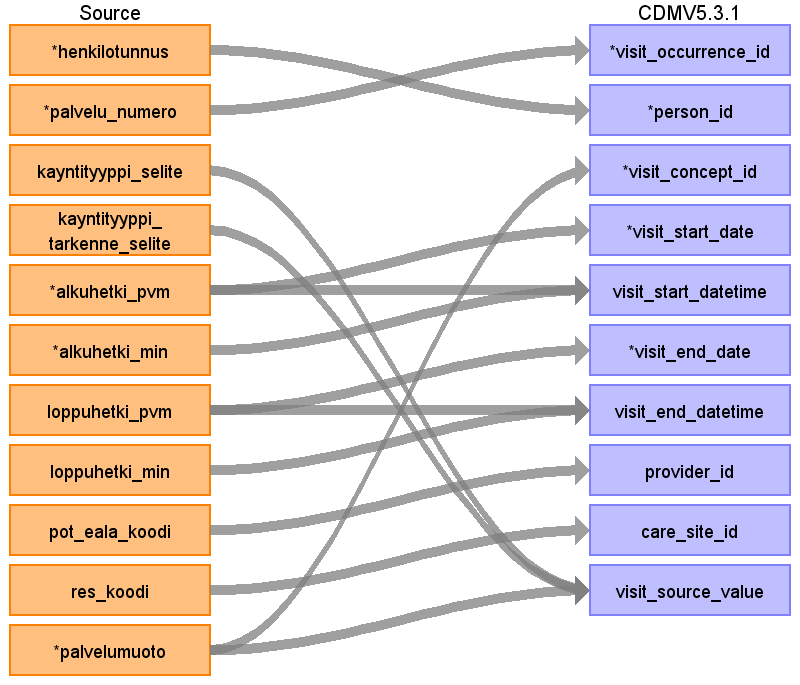 Source
CDMV5.3.1
*henkilotunnus
*visit_occurrence_id
*palvelu_numero
*person_id
kayntityyppi_selite
*visit_concept_id
kayntityyppi_
tarkenne_selite
*visit_start_date
*alkuhetki_pvm
visit_start_datetime
*alkuhetki_min
*visit_end_date
loppuhetki_pvm
visit_end_datetime
loppuhetki_min
provider_id
pot_eala_koodi
care_site_id
res_koodi
visit_source_value
*palvelumuoto